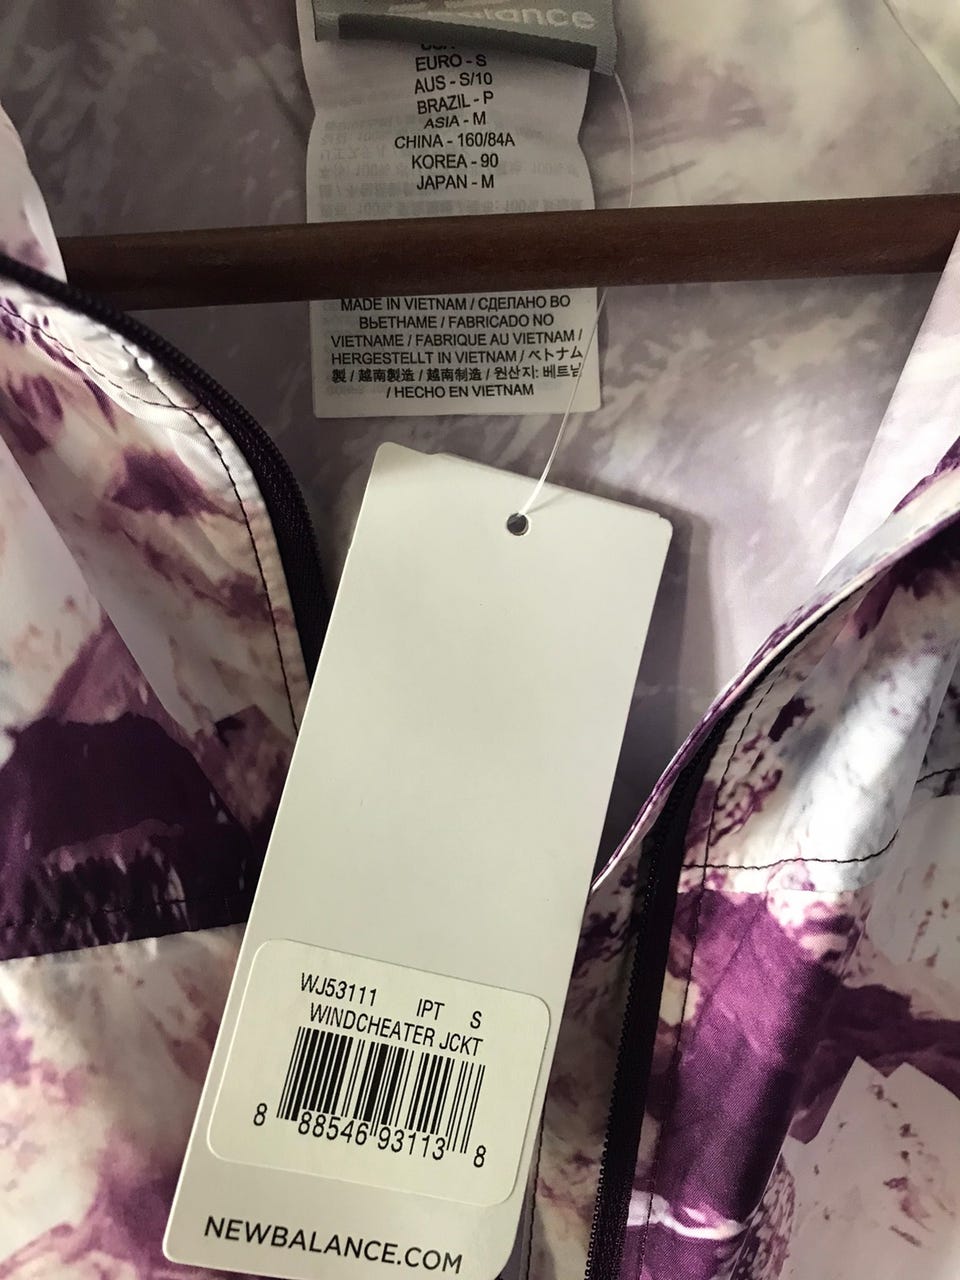 balance
EURO - S
AUS - S/10
BRAZIL - P
ASIA - M
CHINA - 160/84A
KOREA - 90
JAPAN - M
MADE IN VIETNAM / СДЕЛАНО ВО
ВЬЕТНАМЕ / FABRICADO NO
VIETNAME / FABRIQUE AU VIETNAM /
HERGESTELLT IN VIETNAM / ベトナム
製 / 越南製造 / 越南制造 / 원산지: 베트남
/ HECHO EN VIETNAM
WJ53111 IPT S
WINDCHEATER JCKT
8 88546 93113 8
NEWBALANCE.COM